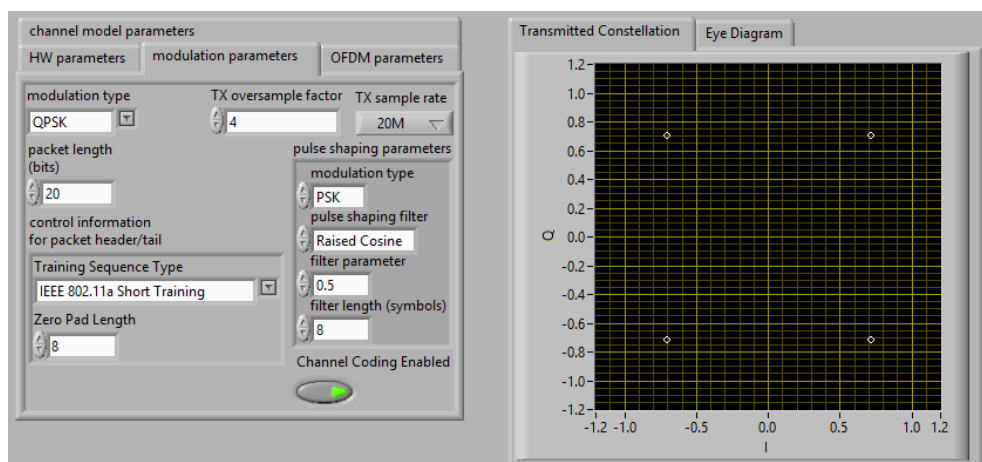 channel model parameters
HW parameters modulation parameters OFDM parameters
modulation type TX oversample factor TX sample rate
QPSK 4 20M
packet length
(bits)
20
control information
for packet header/tail
Training Sequence Type
IEEE 802.11a Short Training
Zero Pad Length
8
pulse shaping parameters
modulation type
PSK
pulse shaping filter
Raised Cosine
filter parameter
0.5
filter length (symbols)
8
Channel Coding Enabled
Transmitted Constellation Eye Diagram
1.2
1.0
0.8
0.6
0.4
0.2
0.0
-0.2
-0.4
-0.6
-0.8
-1.0
-1.2
Q
-1.2 -1.0 -0.5 0.0 0.5 1.0 1.2
I